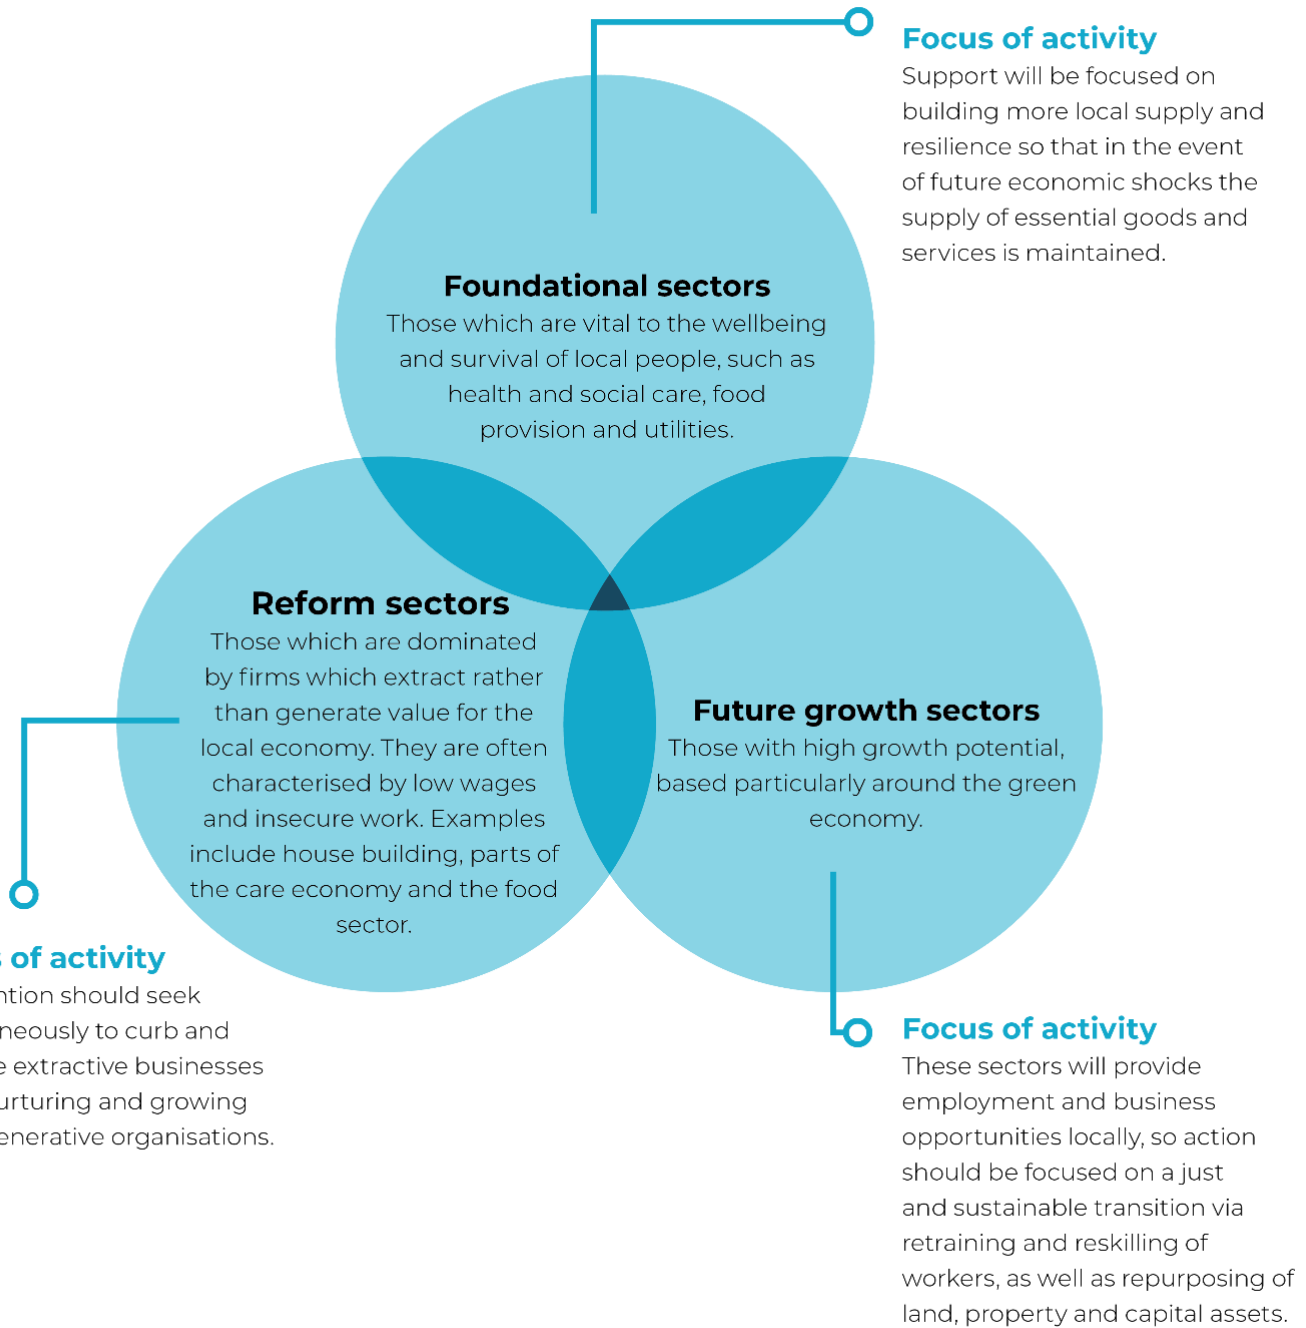 Focus of activity
Support will be focused on
building more local supply and
resilience so that in the event
of future economic shocks the
supply of essential goods and
services is maintained.
Foundational sectors
Those which are vital to the wellbeing
and survival of local people, such as
health and social care, food
provision and utilities.
Reform sectors
Those which are dominated
by firms which extract rather
than generate value for the
local economy. They are often
characterised by low wages
and insecure work. Examples
include house building, parts of
the care economy and the food
sector.
Future growth sectors
Those with high growth potential,
based particularly around the green
economy.
of activity
should seek
to curb and
extractive businesses
and growing
organisations.
Focus of activity
These sectors will provide
employment and business
opportunities locally, so action
should be focused on a just
and sustainable transition via
retraining and reskilling of
workers, as well as repurposing of
land, property and capital assets.